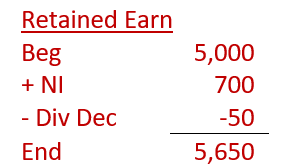 Retained Earn
Beg 5,000
+ NI 700
- Div Dec -50
End 5,650